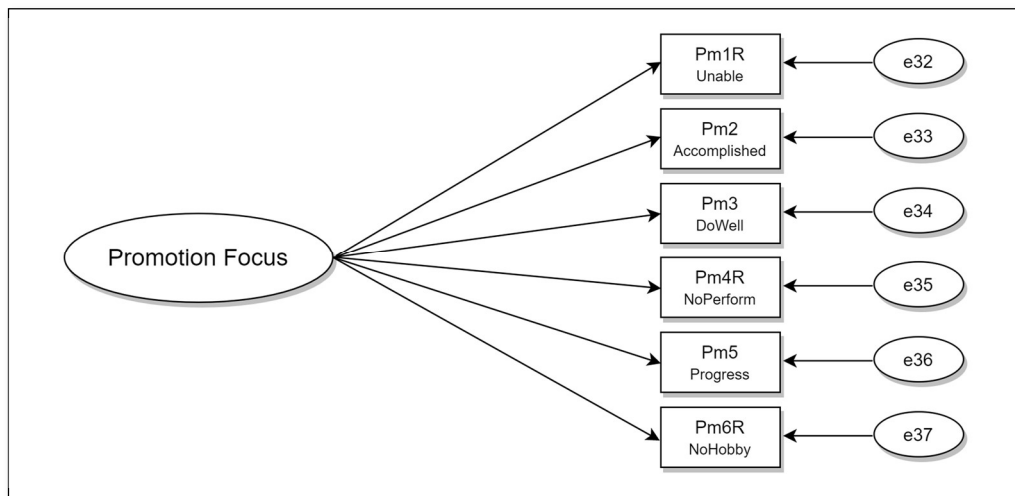 Promotion Focus
Pm1R
Unable
e32
Pm2
Accomplished
e33
Pm3
DoWell
e34
Pm4R
NoPerform
e35
Pm5
Progress
e36
Pm6R
NoHobby
e37